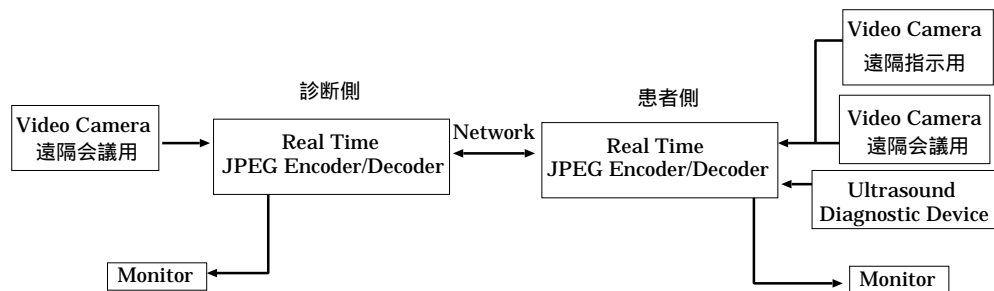 Video Camera
遠隔指示用
診断側
患者側
Video Camera
遠隔会議用
Real Time
JPEG Encoder/Decoder
Network
Real Time
JPEG Encoder/Decoder
Video Camera
遠隔会議用
Ultrasound
Diagnostic Device
Monitor
Monitor